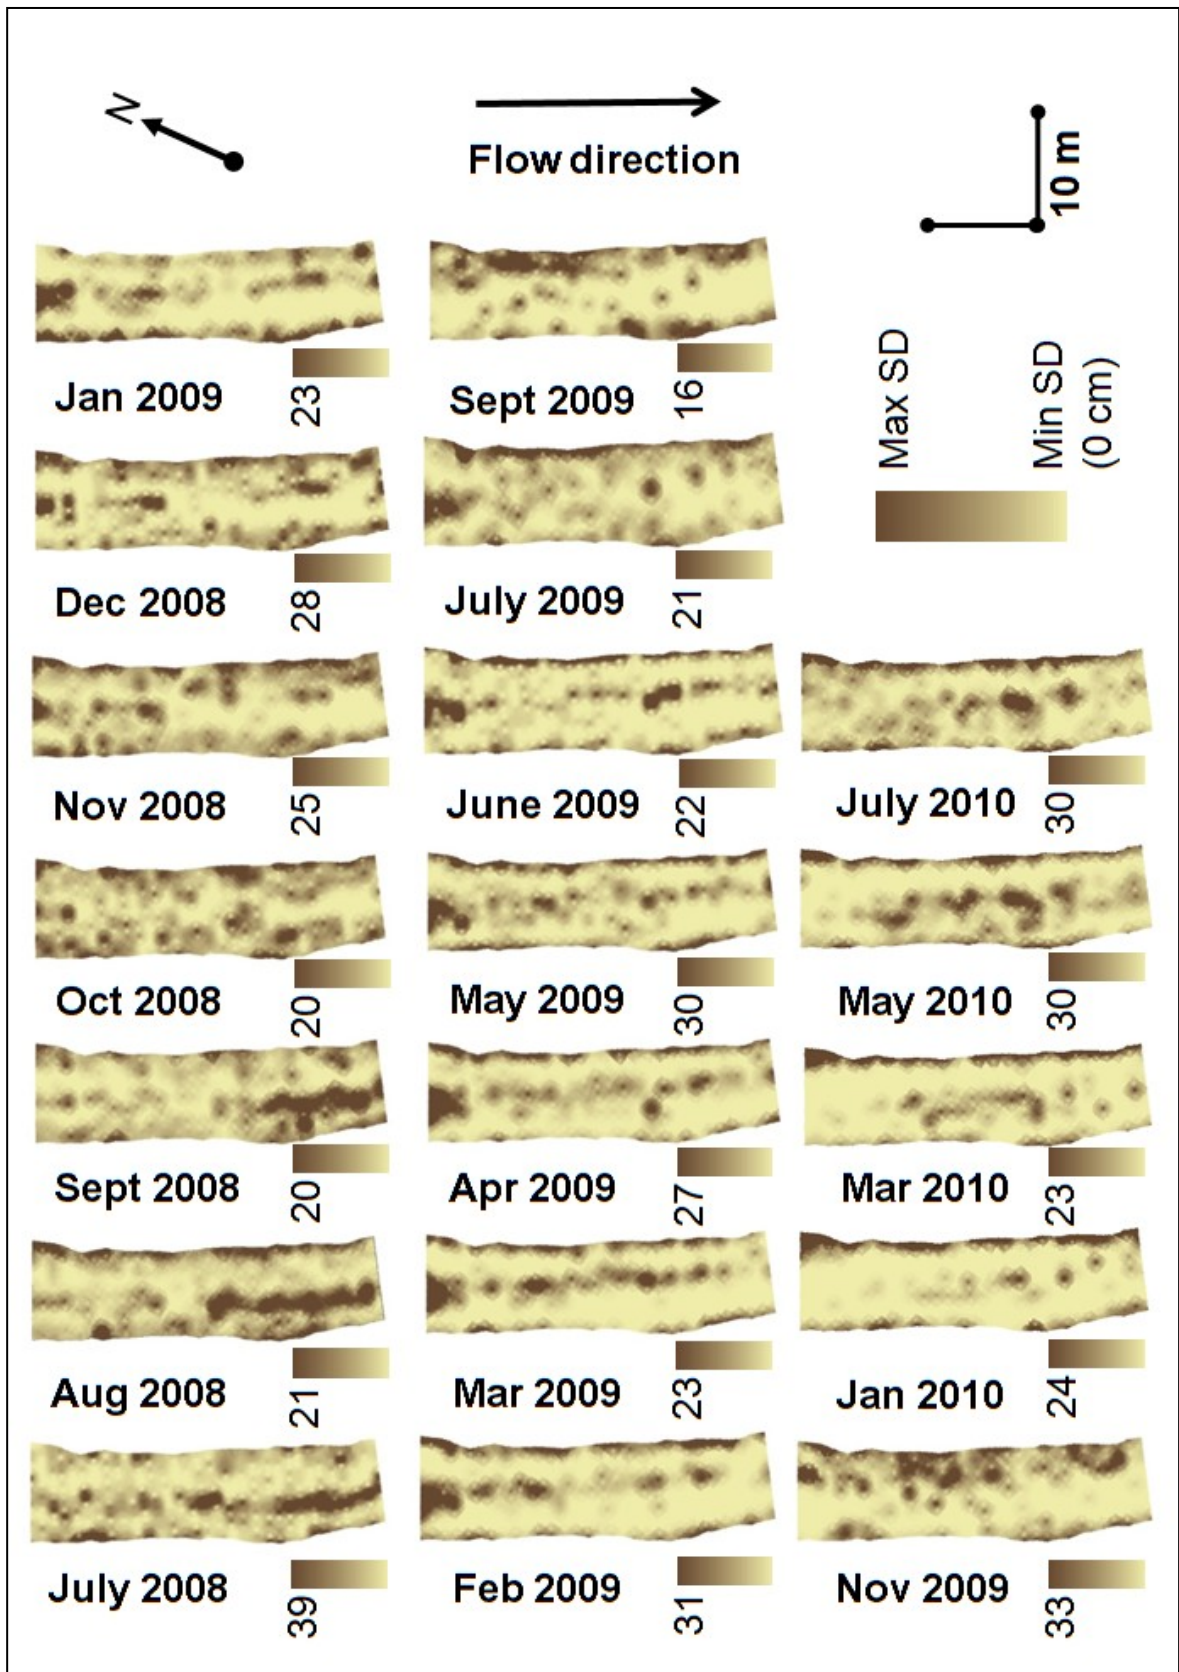 N
Flow direction
10 m
Jan 2009
23
Sept 2009
16
Max SD
Min SD
(0 cm)
Dec 2008
28
July 2009
21
Nov 2008
25
June 2009
22
July 2010
30
Oct 2008
20
May 2009
30
May 2010
30
Sept 2008
20
Apr 2009
27
Mar 2010
23
Aug 2008
21
Mar 2009
23
Jan 2010
24
July 2008
39
Feb 2009
31
Nov 2009
33